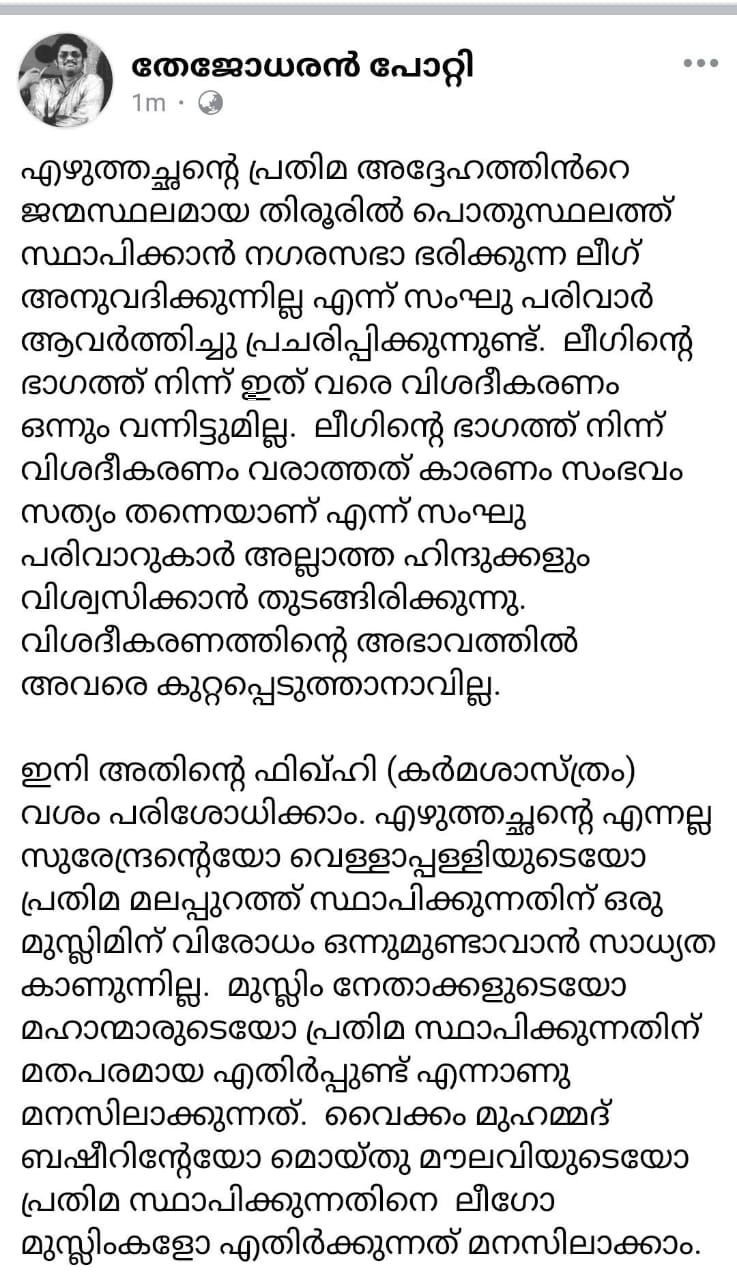 തേജോധരൻ പോറ്റി
1m ·
എഴുത്തച്ഛന്റെ പ്രതിമ അദ്ദേഹത്തിൻറെ
ജന്മസ്ഥലമായ തിരൂരിൽ പൊതുസ്ഥലത്ത്
സ്ഥാപിക്കാൻ നഗരസഭാ ഭരിക്കുന്ന ലീഗ്
അനുവദിക്കുന്നില്ല എന്ന് സംഘു പരിവാർ
ആവർത്തിച്ചു പ്രചരിപ്പിക്കുന്നുണ്ട്.  ലീഗിന്റെ
ഭാഗത്ത് നിന്ന് ഇത് വരെ വിശദീകരണം
ഒന്നും വന്നിട്ടുമില്ല.  ലീഗിന്റെ ഭാഗത്ത് നിന്ന്
വിശദീകരണം വരാത്തത് കാരണം സംഭവം
സത്യം തന്നെയാണ് എന്ന് സംഘു
പരിവാറുകാർ അല്ലാത്ത ഹിന്ദുക്കളും
വിശ്വസിക്കാൻ തുടങ്ങിരിക്കുന്നു.
വിശദീകരണത്തിന്റെ അഭാവത്തിൽ
അവരെ കുറ്റപ്പെടുത്താനാവില്ല.
ഇനി അതിന്റെ ഫിഖ്ഹി (കർമശാസ്ത്രം)
വശം പരിശോധിക്കാം. എഴുത്തച്ഛന്റെ എന്നല്ല
സുരേന്ദ്രന്റെയോ വെള്ളാപ്പള്ളിയുടെയോ
പ്രതിമ മലപ്പുറത്ത് സ്ഥാപിക്കുന്നതിന് ഒരു
മുസ്ലിമിന് വിരോധം ഒന്നുമുണ്ടാവാൻ സാധ്യത
കാണുന്നില്ല.  മുസ്ലിം നേതാക്കളുടെയോ
മഹാന്മാരുടെയോ പ്രതിമ സ്ഥാപിക്കുന്നതിന്
മതപരമായ എതിർപ്പുണ്ട് എന്നാണു
മനസിലാക്കുന്നത്.  വൈക്കം മുഹമ്മദ്
ബഷീറിന്റേയോ മൊയ്തു മൗലവിയുടെയോ
പ്രതിമ സ്ഥാപിക്കുന്നതിനെ  ലീഗോ
മുസ്ലിംകളോ എതിർക്കുന്നത് മനസിലാക്കാം.